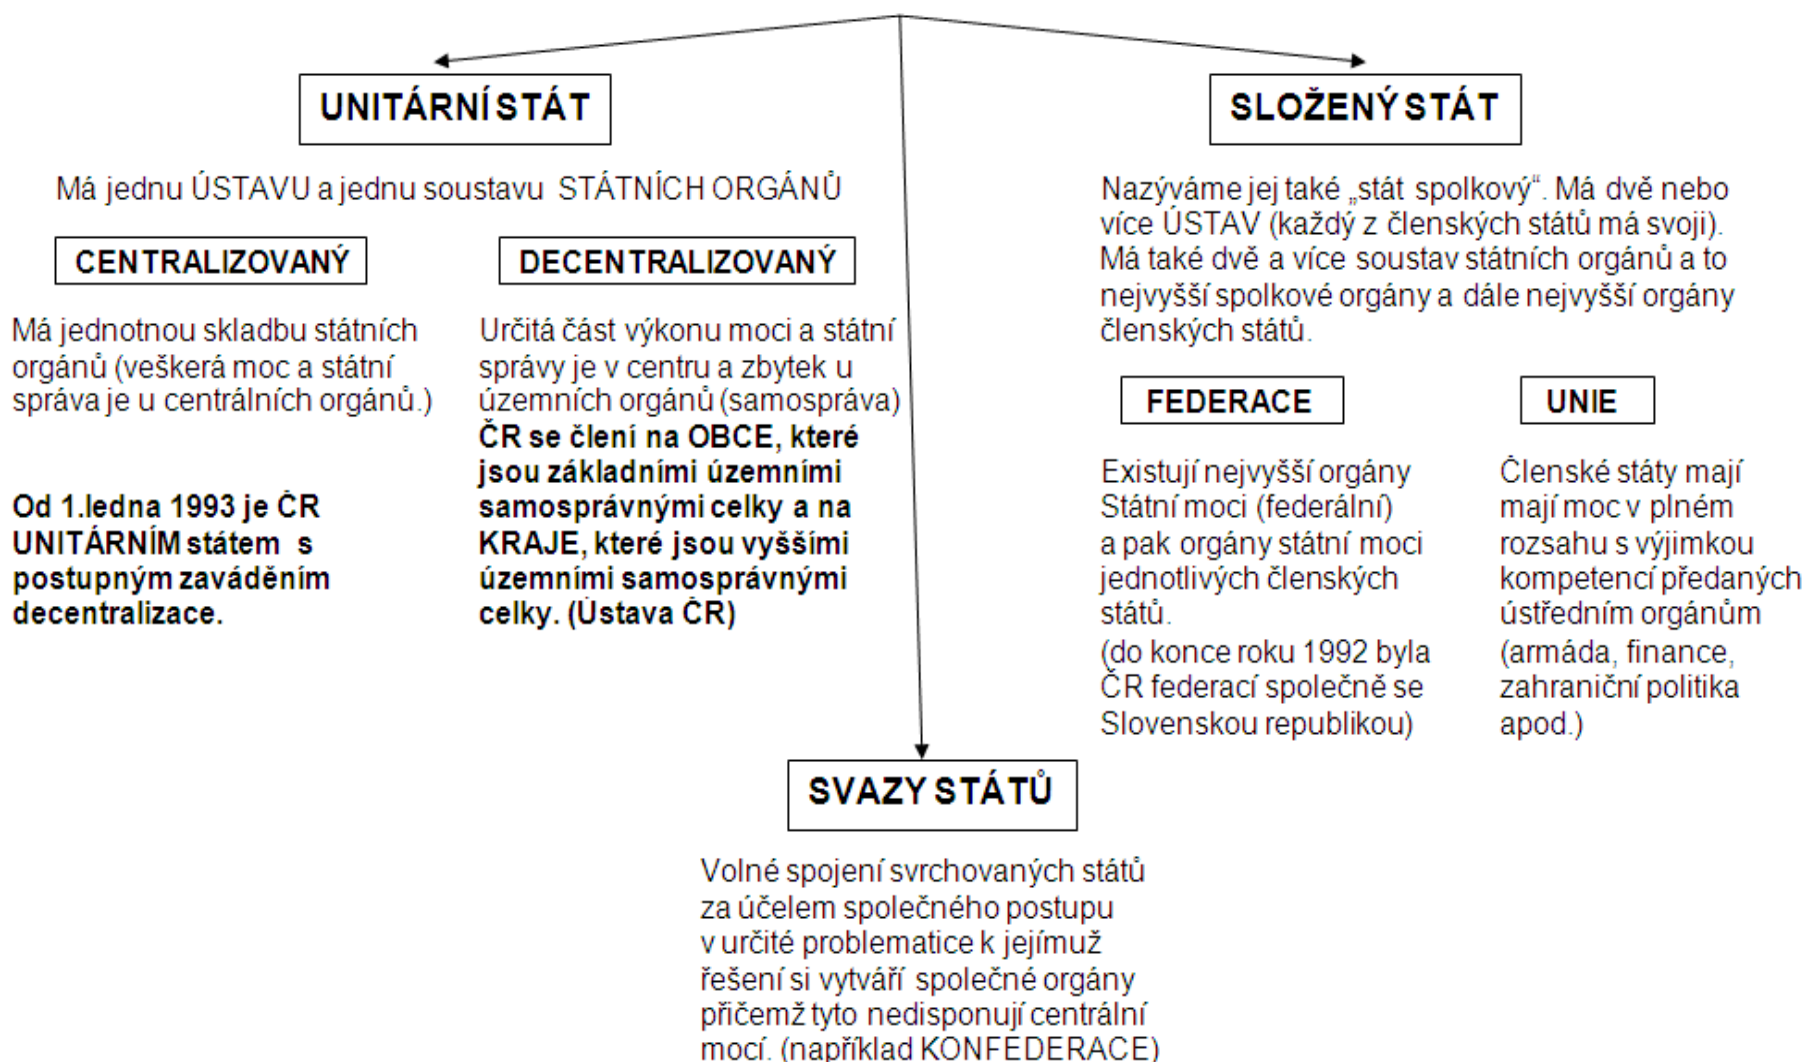 UNITÁRNÍ STÁT
Má jednu ÚSTAVU a jednu soustavu STÁTNÍCH ORGÁNŮ
CENTRALIZOVANÝ
Má jednotnou skladbu státních
orgánů (veškerá moc a státní
správa je u centrálních orgánů.)
Od 1.ledna 1993 je ČR
UNITÁRNÍM státem s
postupným zaváděním
decentralizace.
DECENTRALIZOVANÝ
Určitá část výkonu moci a státní
správy je v centru a zbytek u
územních orgánů (samospráva)
ČR se člení na OBCE, které
jsou základními územními
samosprávnými celky a na
KRAJE, které jsou vyššími
územními samosprávnými
celky. (Ústava ČR)
SLOŽENÝ STÁT
Nazýváme jej také „stát spolkový“. Má dvě nebo
více ÚSTAV (každý z členských států má svoji).
Má také dvě a více soustav státních orgánů a to
nejvyšší spolkové orgány a dále nejvyšší orgány
členských států.
FEDERACE
Existují nejvyšší orgány
Státní moci (federální)
a pak orgány státní moci
jednotlivých členských
států.
(do konce roku 1992 byla
ČR federací společně se
Slovenskou republikou)
UNIE
Členské státy mají
mají moc v plném
rozsahu s výjimkou
kompetencí předaných
ústředním orgánům
(armáda, finance,
zahraniční politika
apod.)
SVAZY STÁTŮ
Volné spojení svrchovaných států
za účelem společného postupu
v určité problematice k jejímuž
řešení si vytváří společné orgány
přičemž tyto nedisponují centrální
mocí. (například KONFEDERACE)